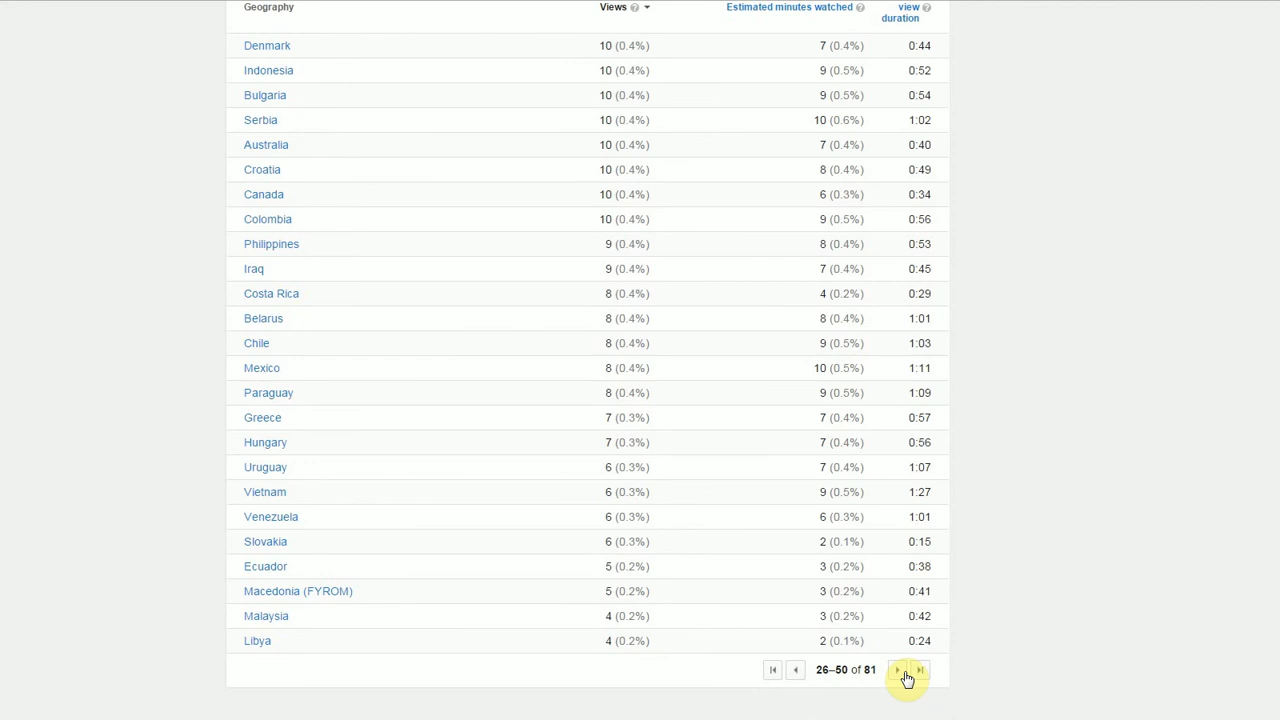 Geography Views Estimated minutes watched view
duration
Denmark 10 (0.4%) 7 (0.4%) 0:44
Indonesia 10 (0.4%) 9 (0.5%) 0:52
Bulgaria 10 (0.4%) 9 (0.5%) 0:54
Serbia 10 (0.4%) 10 (0.6%) 1:02
Australia 10 (0.4%) 7 (0.4%) 0:40
Croatia 10 (0.4%) 8 (0.4%) 0:49
Canada 10 (0.4%) 6 (0.3%) 0:34
Colombia 10 (0.4%) 9 (0.5%) 0:56
Philippines 9 (0.4%) 8 (0.4%) 0:53
Iraq 9 (0.4%) 7 (0.4%) 0:45
Costa Rica 8 (0.4%) 4 (0.2%) 0:29
Belarus 8 (0.4%) 8 (0.4%) 1:01
Chile 8 (0.4%) 9 (0.5%) 1:03
Mexico 8 (0.4%) 10 (0.5%) 1:11
Paraguay 8 (0.4%) 9 (0.5%) 1:09
Greece 7 (0.3%) 7 (0.4%) 0:57
Hungary 7 (0.3%) 7 (0.4%) 0:56
Uruguay 6 (0.3%) 7 (0.4%) 1:07
Vietnam 6 (0.3%) 9 (0.5%) 1:27
Venezuela 6 (0.3%) 6 (0.3%) 1:01
Slovakia 6 (0.3%) 2 (0.1%) 0:15
Ecuador 5 (0.2%) 3 (0.2%) 0:38
Macedonia (FYROM) 5 (0.2%) 3 (0.2%) 0:41
Malaysia 4 (0.2%) 3 (0.2%) 0:42
Libya 4 (0.2%) 2 (0.1%) 0:24
26–50 of 81